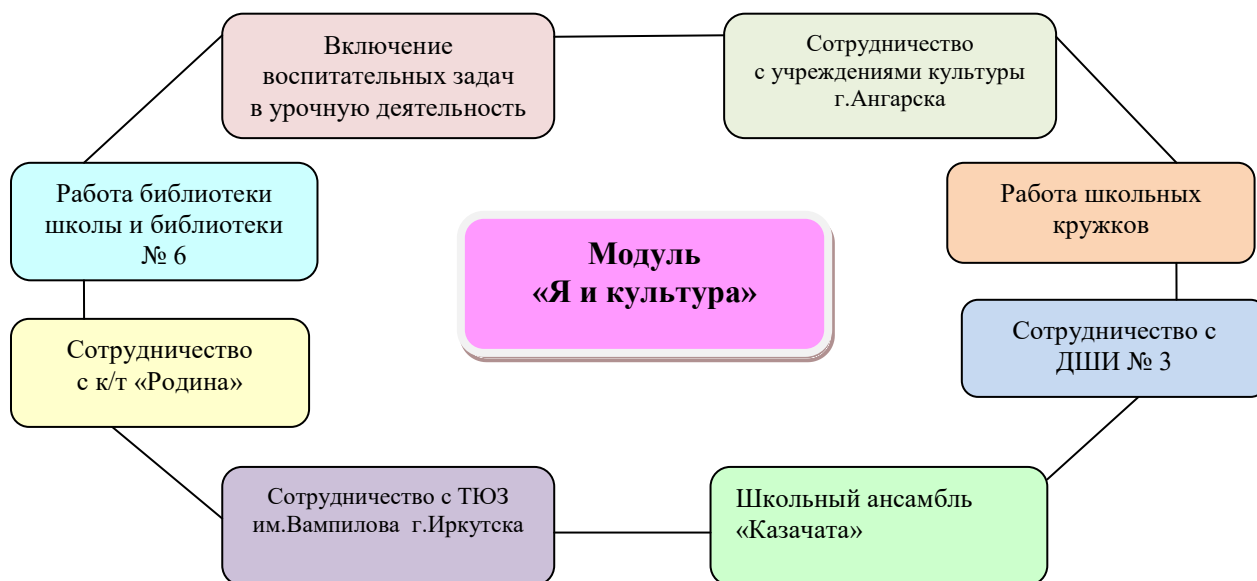 Включение
воспитательных задач
в урочную деятельность
Сотрудничество
с учреждениями культуры
г.Ангарска
Работа библиотеки
школы и библиотеки
№ 6
Работа школьных
кружков
Модуль
«Я и культура»
Сотрудничество
с к/т «Родина»
Сотрудничество с
ДШИ № 3
Сотрудничество с ТЮЗ
им.Вампилова г.Иркутска
Школьный ансамбль
«Казачата»